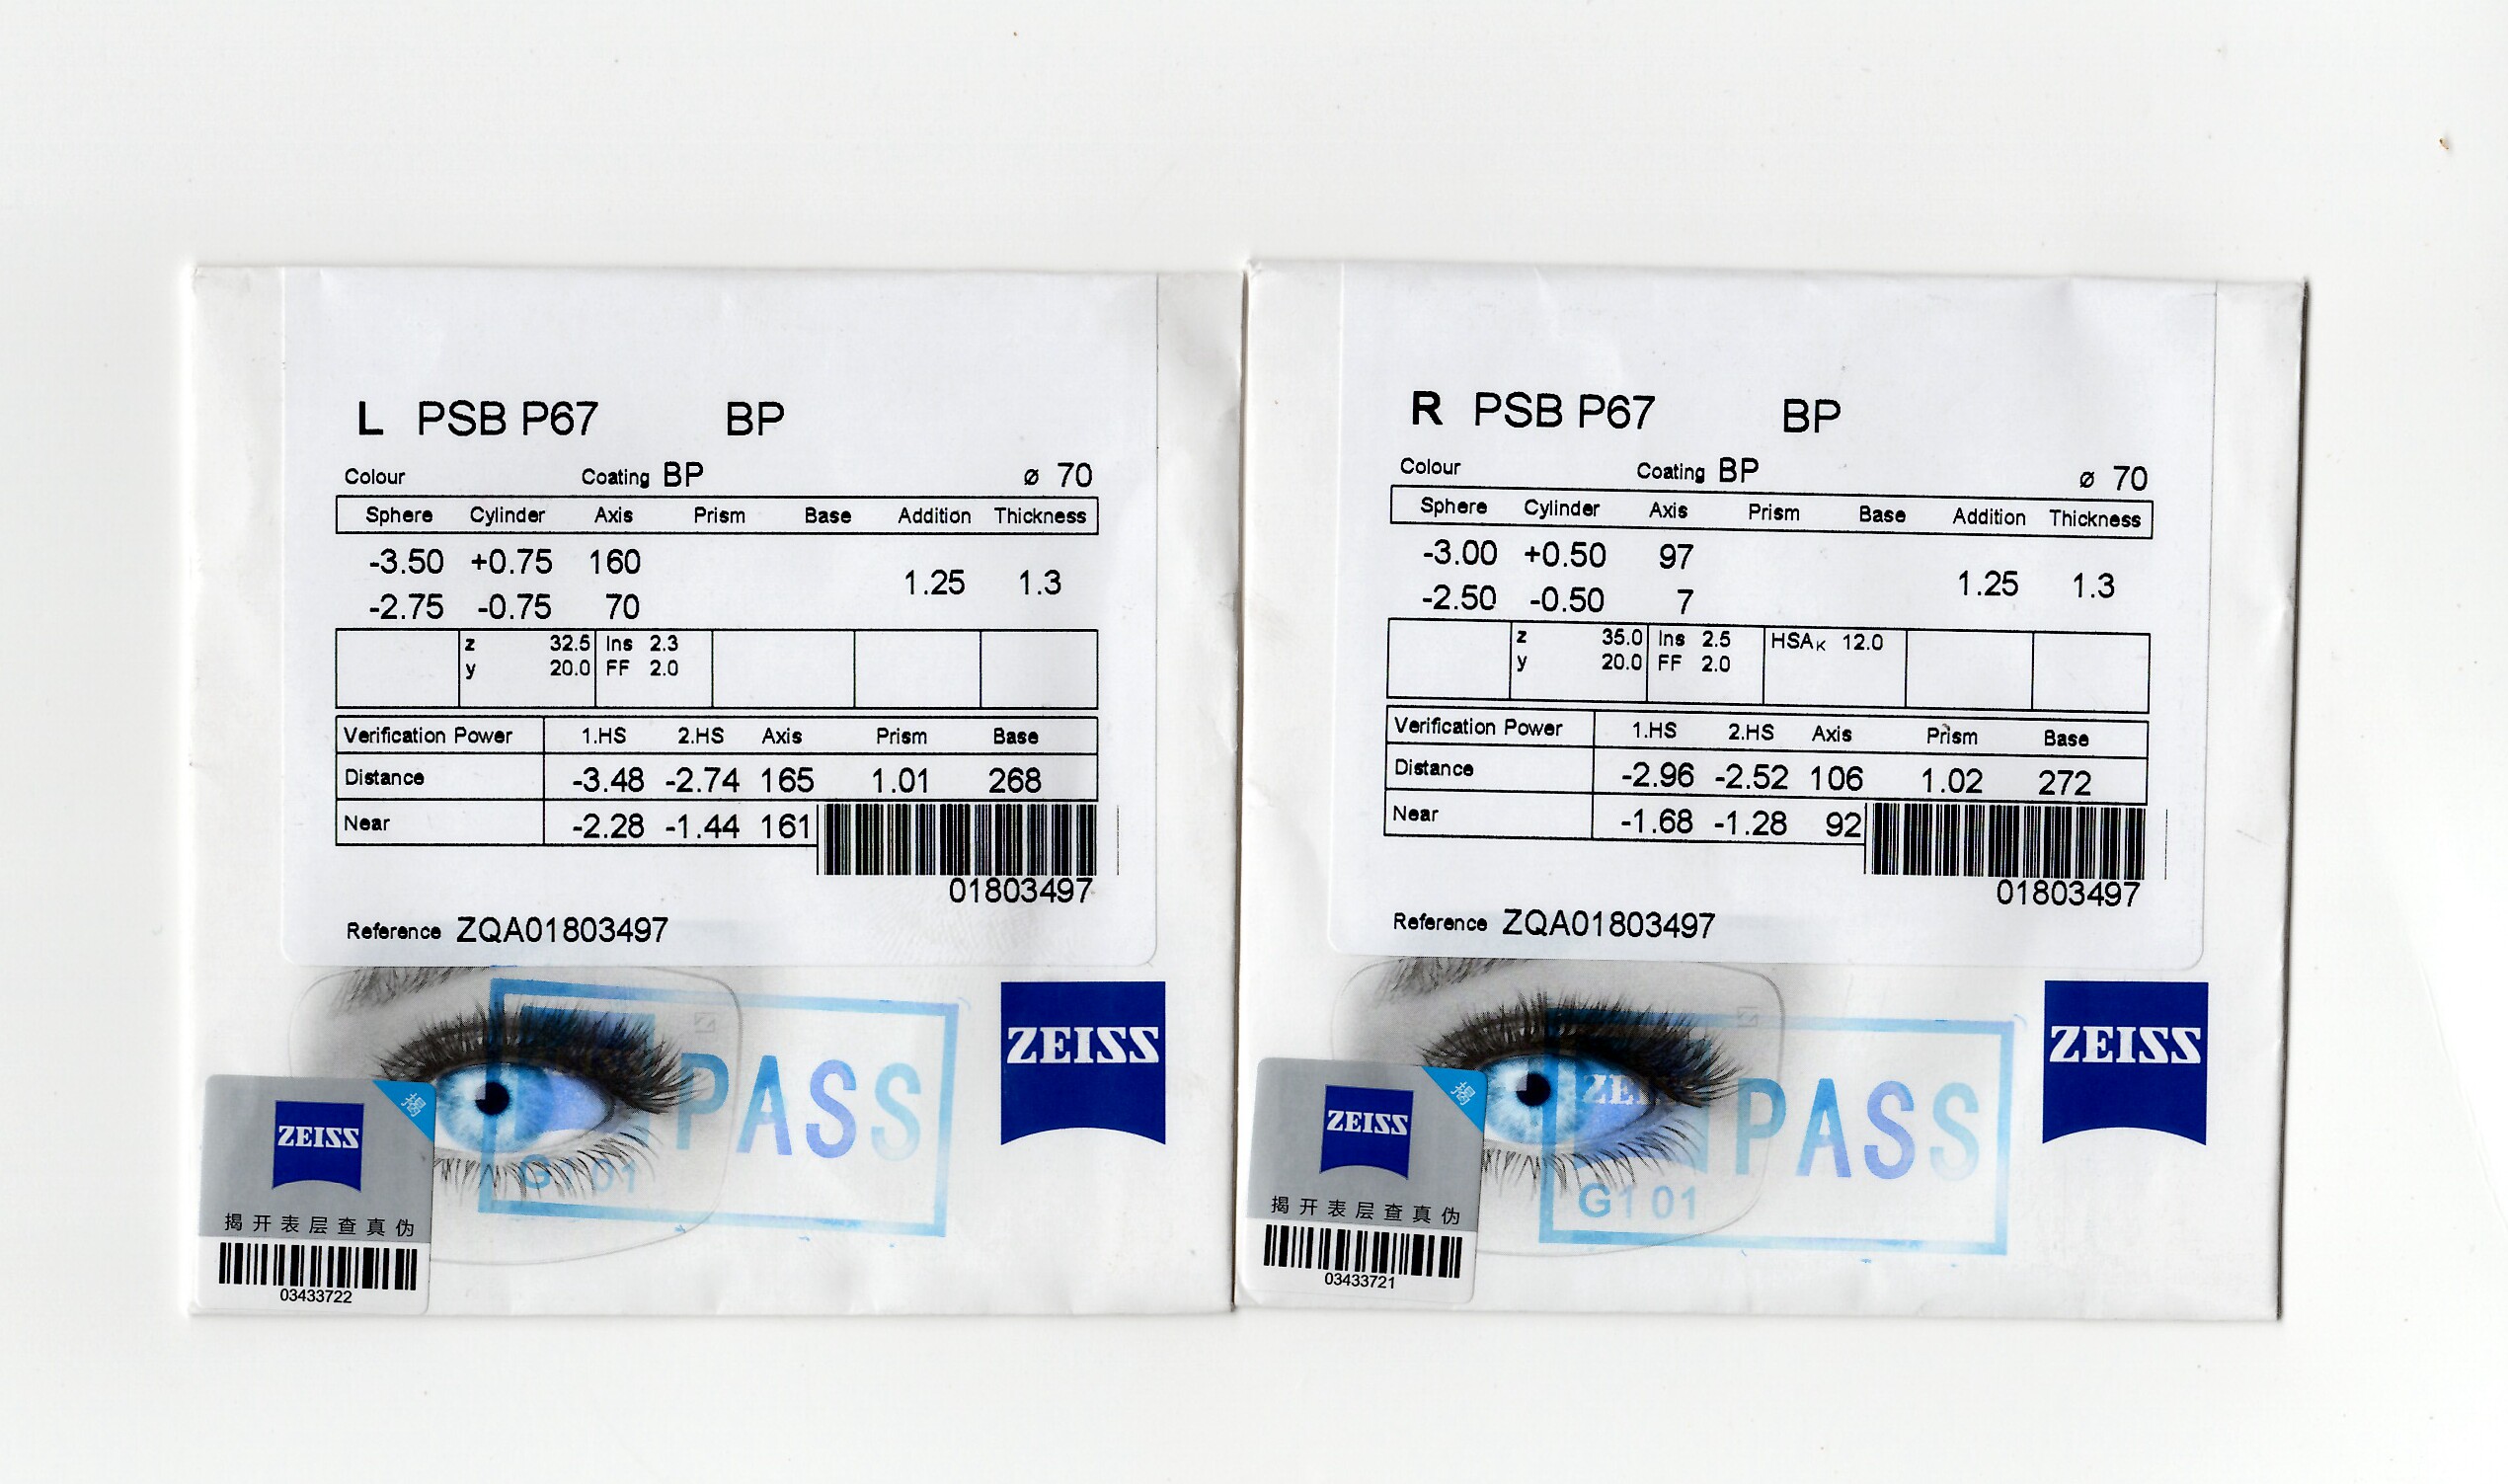 L PSB P67 BP
Colour Coating BP ø 70
Sphere Cylinder Axis Prism Base Addition Thickness
-3.50 +0.75 160
1.25 1.3
-2.75 -0.75 70
z 32.5 Ins 2.3
y 20.0 FF 2.0
Verification Power 1.HS 2.HS Axis Prism Base
Distance -3.48 -2.74 165 1.01 268
Near -2.28 -1.44 161
01803497
Reference ZQA01803497
ZEISS
PASS
G1 01
揭
ZEISS
揭开表层查真伪
03433722
R PSB P67 BP
Colour Coating BP ø 70
Sphere Cylinder Axis Prism Base Addition Thickness
-3.00 +0.50 97
1.25 1.3
-2.50 -0.50 7
z 35.0 Ins 2.5 HSAK 12.0
y 20.0 FF 2.0
Verification Power 1.HS 2.HS Axis Prism Base
Distance -2.96 -2.52 106 1.02 272
Near -1.68 -1.28 92
01803497
Reference ZQA01803497
ZEISS
PASS
G1 01
揭
ZEISS
揭开表层查真伪
03433721